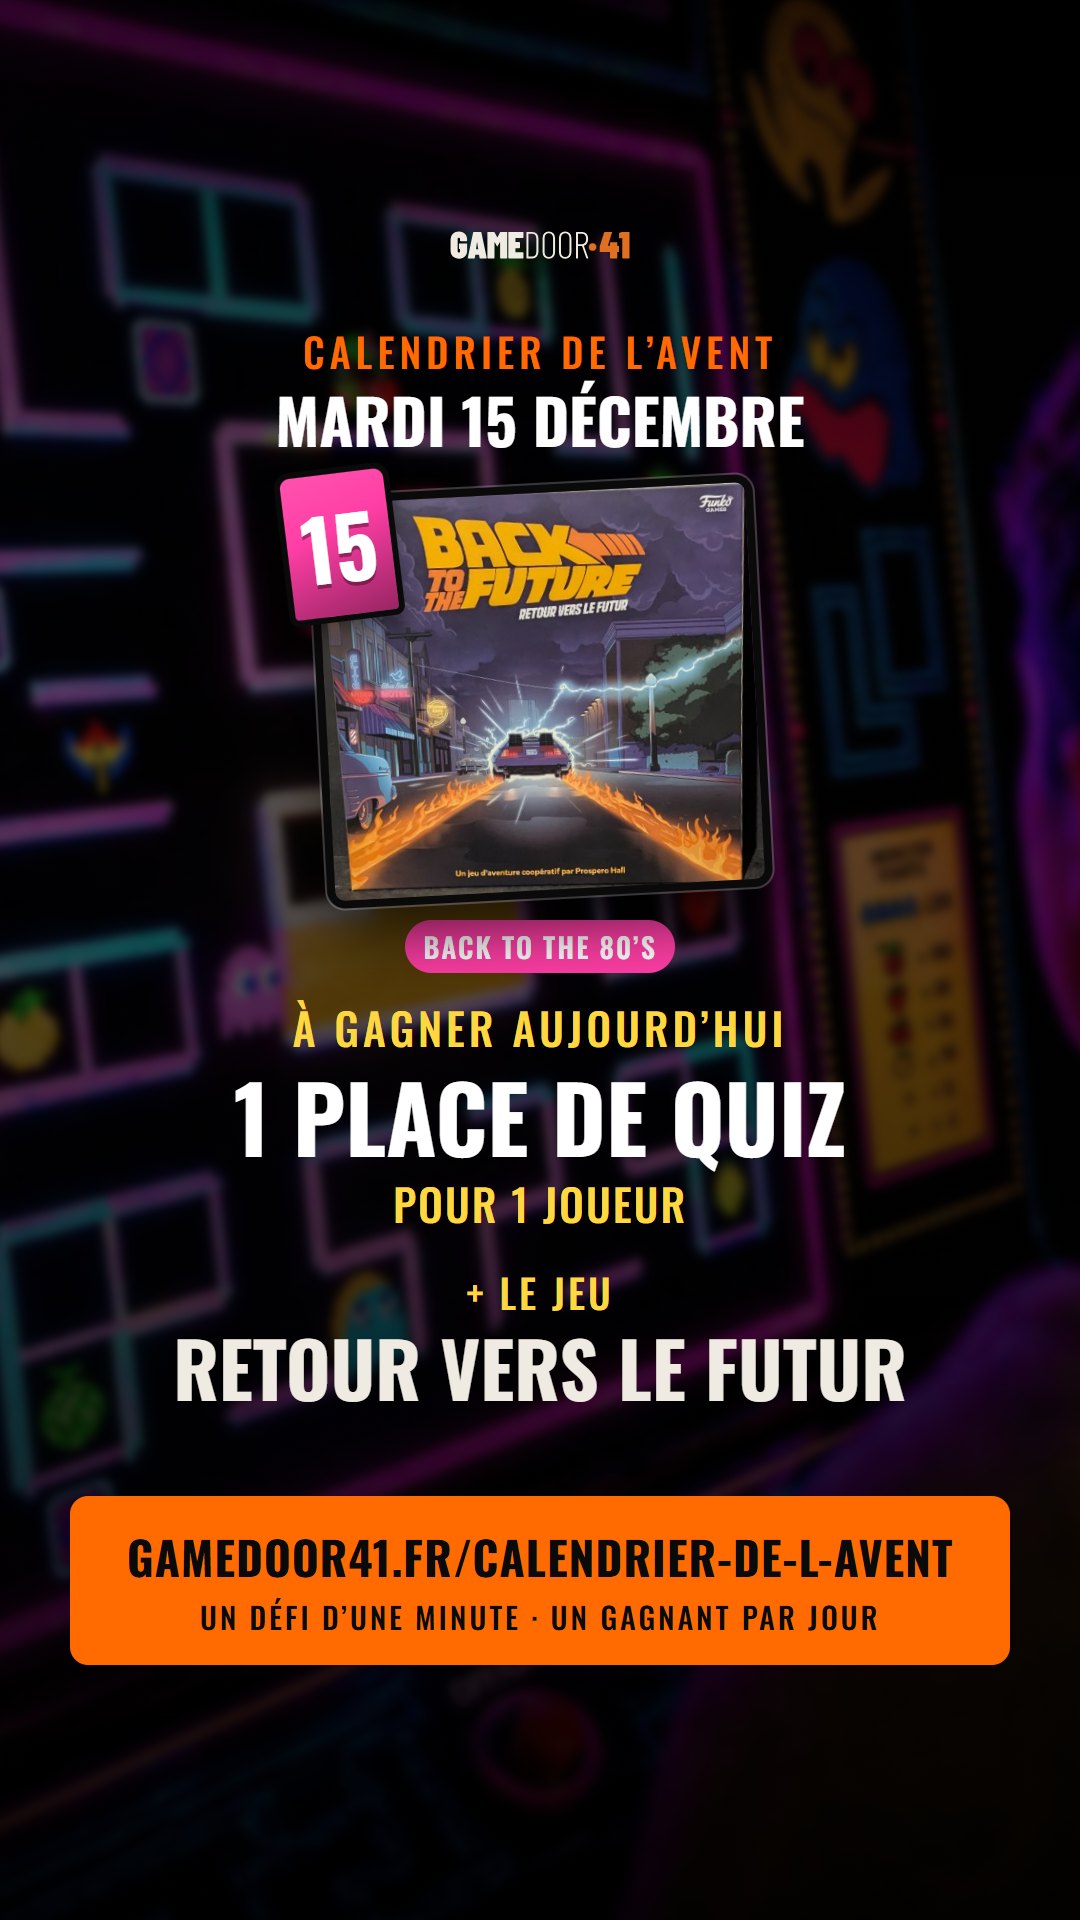 GAMEDOOR·41
CALENDRIER DE L’AVENT
MARDI 15 DÉCEMBRE
15
Funko
GAMES
BACK
TO
THE FUTURE
RETOUR VERS LE FUTUR
MOTEL
Un jeu d'aventure coopératif par Prospero Hall
BACK TO THE 80’S
À GAGNER AUJOURD’HUI
1 PLACE DE QUIZ
POUR 1 JOUEUR
+ LE JEU
RETOUR VERS LE FUTUR
GAMEDOOR41.FR/CALENDRIER-DE-L-AVENT
UN DÉFI D’UNE MINUTE · UN GAGNANT PAR JOUR